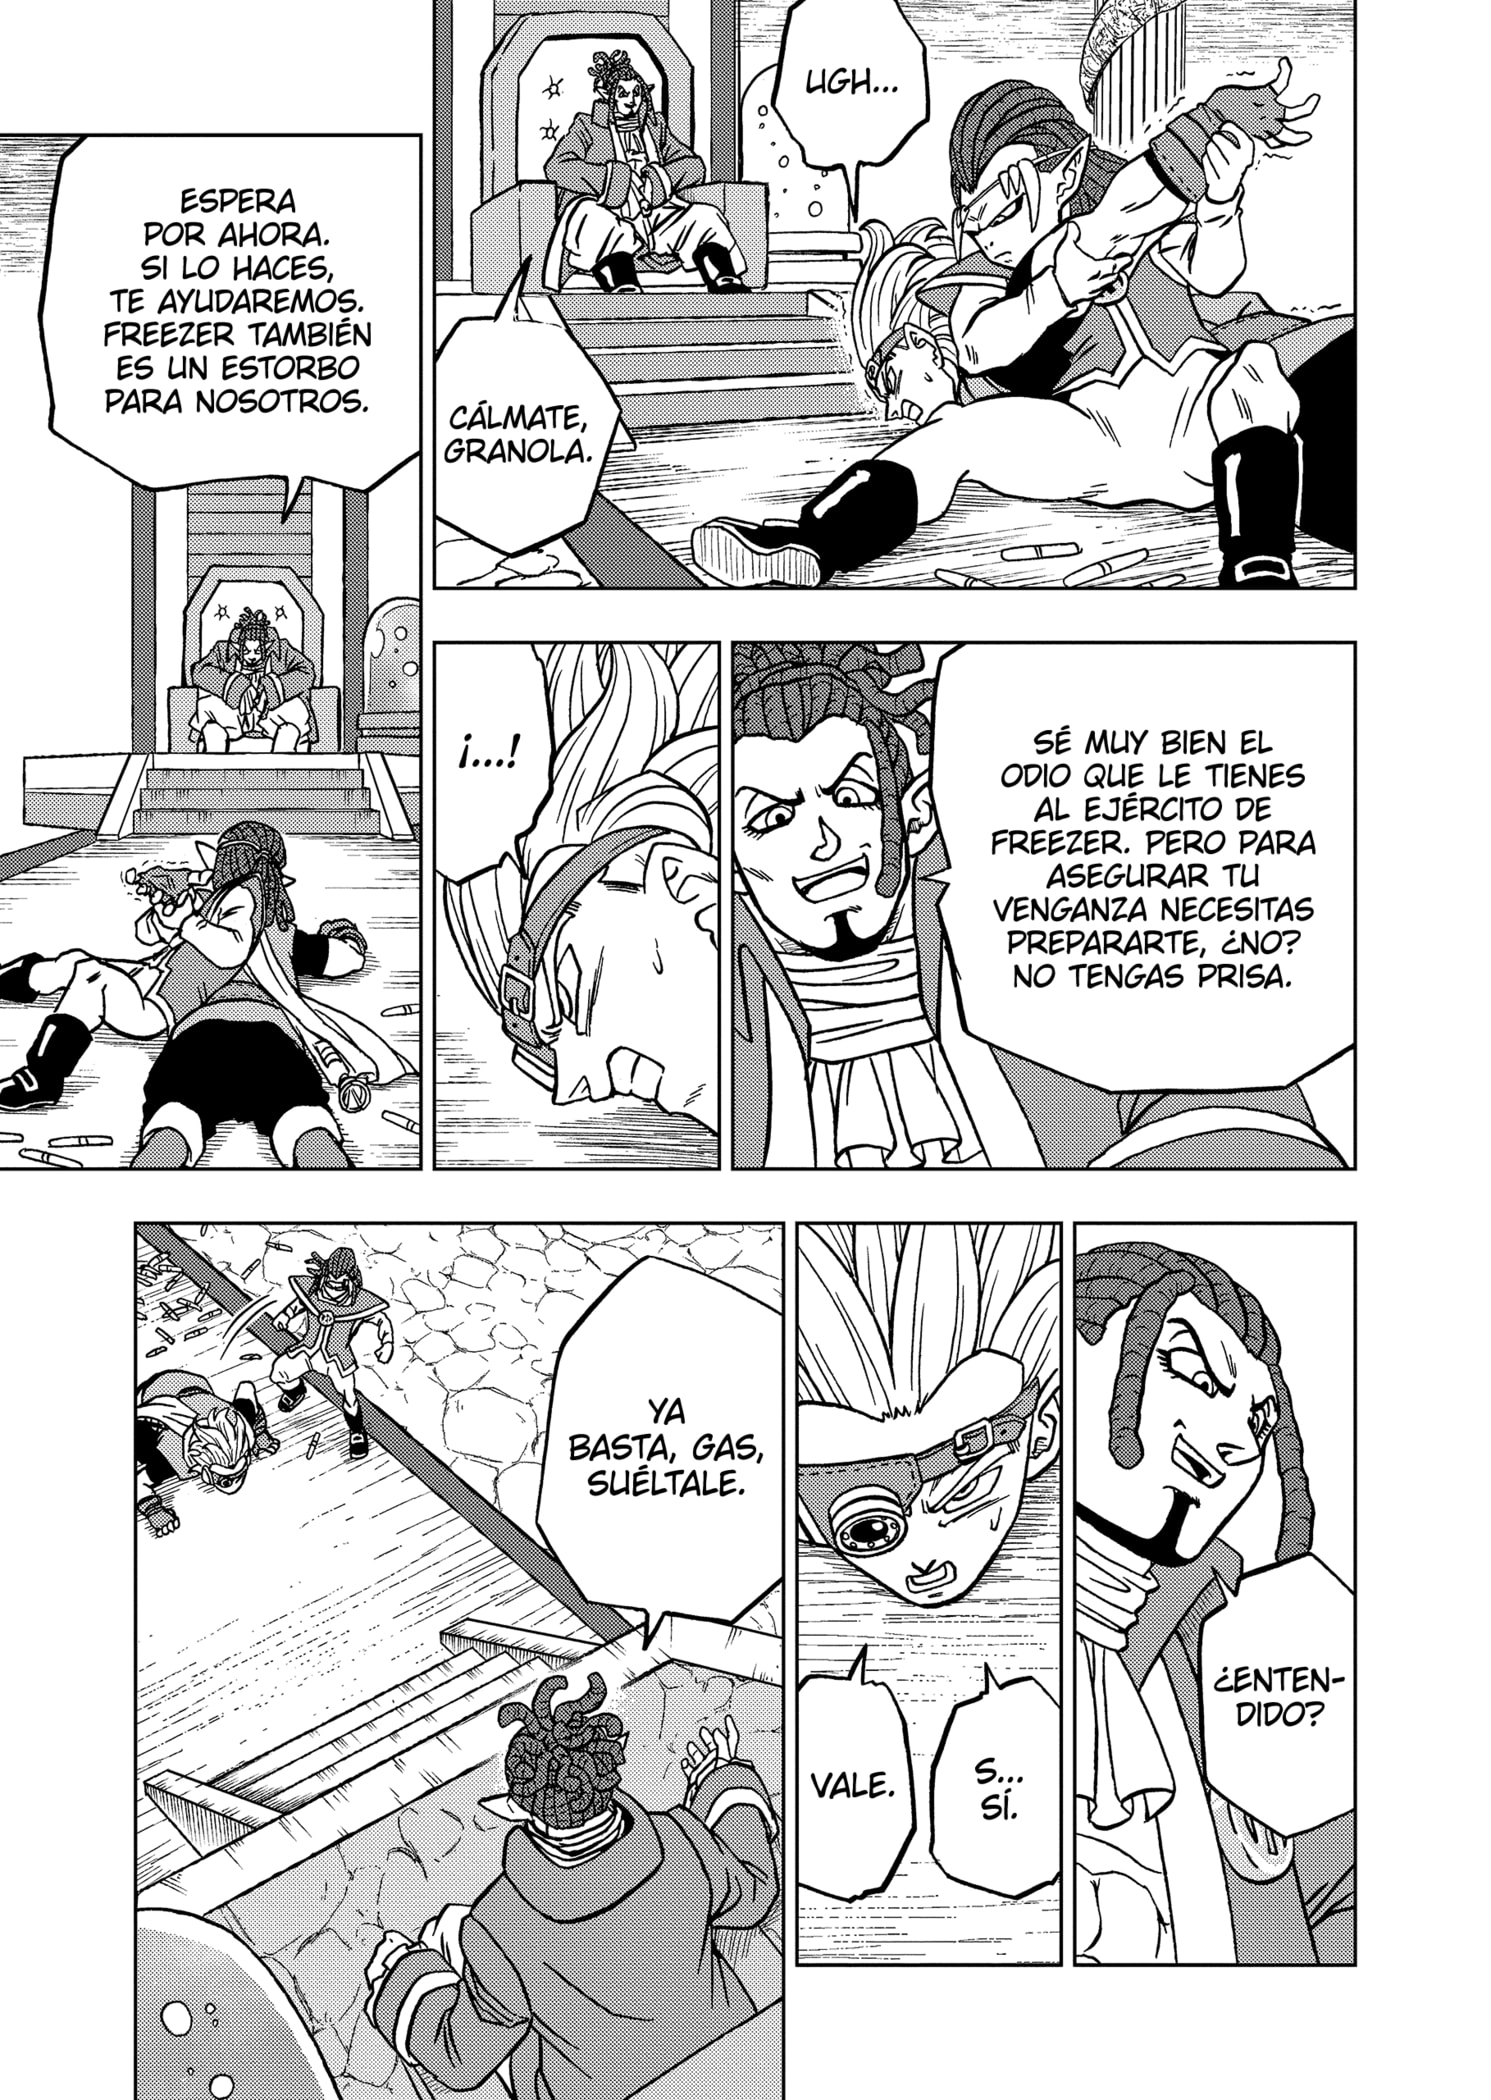 UGH...
CÁLMATE,
GRANOLA.
ESPERA
POR AHORA.
SI LO HACES,
TE AYUDAREMOS.
FREEZER TAMBIÉN
ES UN ESTORBO
PARA NOSOTROS.
SÉ MUY BIEN EL
ODIO QUE LE TIENES
AL EJÉRCITO DE
FREEZER. PERO PARA
ASEGURAR TU
VENGANZA NECESITAS
PREPARARTE, ¿NO?
NO TENGAS PRISA.
¡...!
¿ENTEN-
DIDO?
S...
SÍ.
VALE.
YA
BASTA, GAS,
SUÉLTALE.